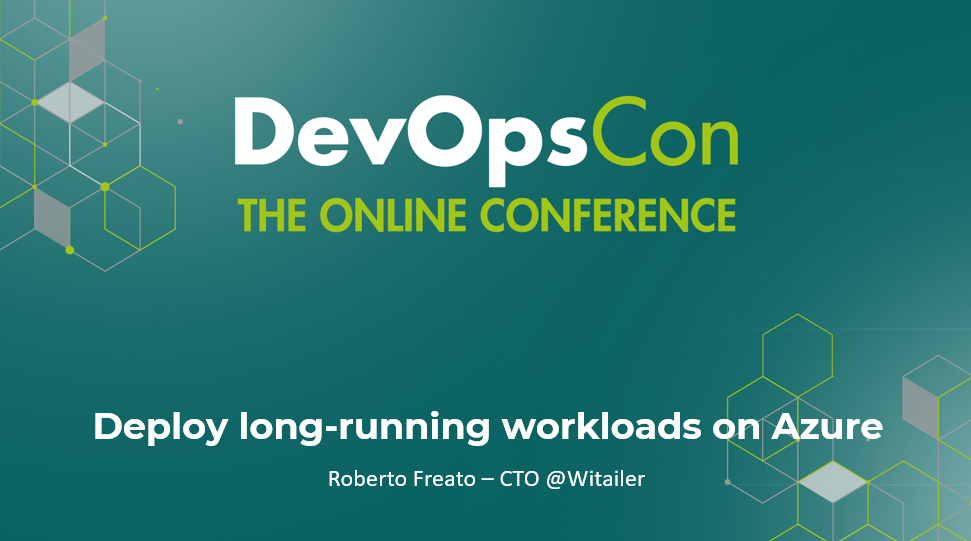 DevOpsCon
THE ONLINE CONFERENCE
Deploy long-running workloads on Azure
Roberto Freato – CTO @Witailer